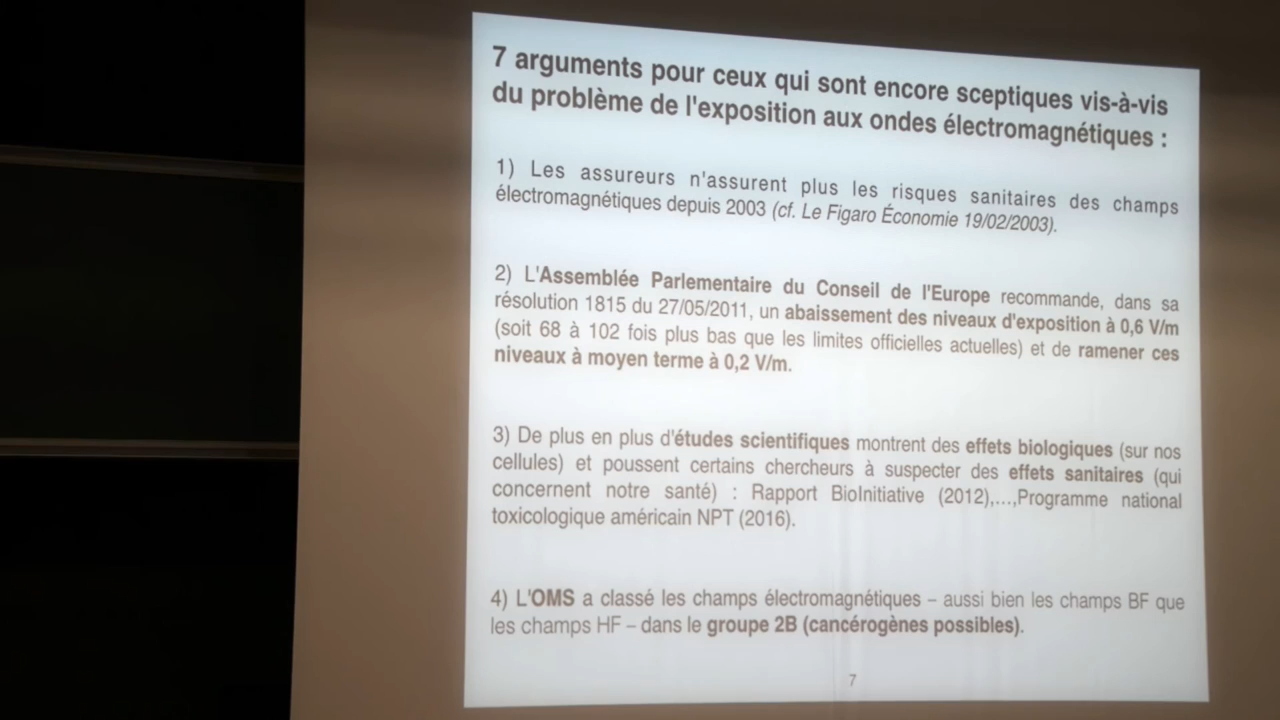 7 arguments pour ceux qui sont encore sceptiques vis-à-vis
du problème de l'exposition aux ondes électromagnétiques :
1) Les assureurs n'assurent plus les risques sanitaires des champs
électromagnétiques depuis 2003 (cf. Le Figaro Économie 19/02/2003).
2) L'Assemblée Parlementaire du Conseil de l'Europe recommande, dans sa
résolution 1815 du 27/05/2011, un abaissement des niveaux d'exposition à 0,6 V/m
(soit 68 à 102 fois plus bas que les limites officielles actuelles) et de ramener ces
niveaux à moyen terme à 0,2 V/m.
3) De plus en plus d'études scientifiques montrent des effets biologiques (sur nos
cellules) et poussent certains chercheurs à suspecter des effets sanitaires (qui
concernent notre santé) : Rapport BioInitiative (2012),...,Programme national
toxicologique américain NPT (2016).
4) L'OMS a classé les champs électromagnétiques – aussi bien les champs BF que
les champs HF – dans le groupe 2B (cancérogènes possibles).
7